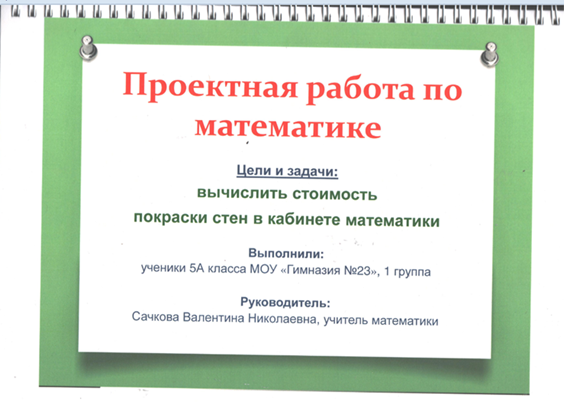 Проектная работа по
математике
Цели и задачи:
вычислить стоимость
покраски стен в кабинете математики
Выполнили:
ученики 5А класса МОУ «Гимназия №23», 1 группа
Руководитель:
Сачкова Валентина Николаевна, учитель математики